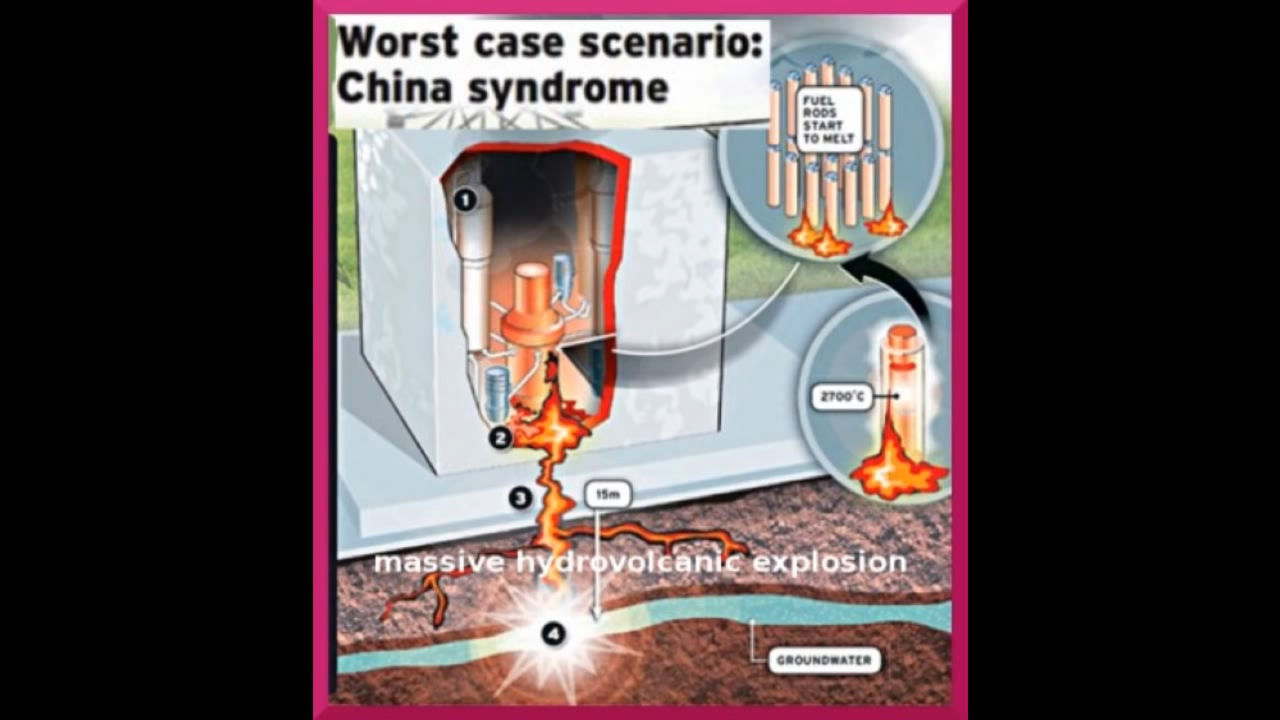 Worst case scenario:
China syndrome
FUEL
RODS
START
TO MELT
1
2700°C
2
3
15m
massive hydrovolcanic explosion
4
GROUNDWATER